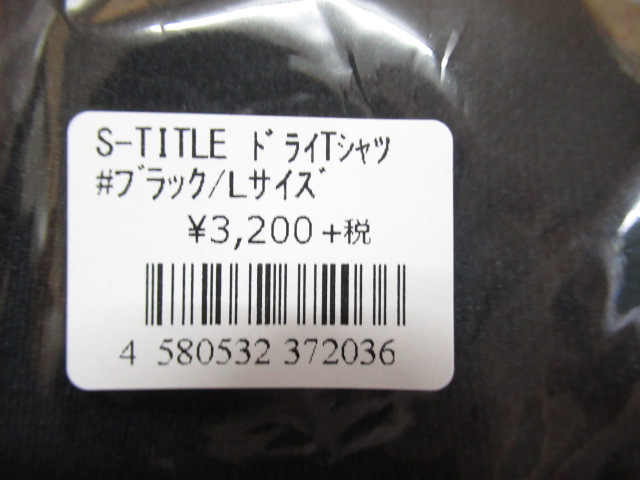 S-TITLE ﾄﾞﾗｲTｼｬﾂ
#ﾌﾞﾗｯｸ/Lｻｲｽﾞ
¥3,200+税
4 580532 372036